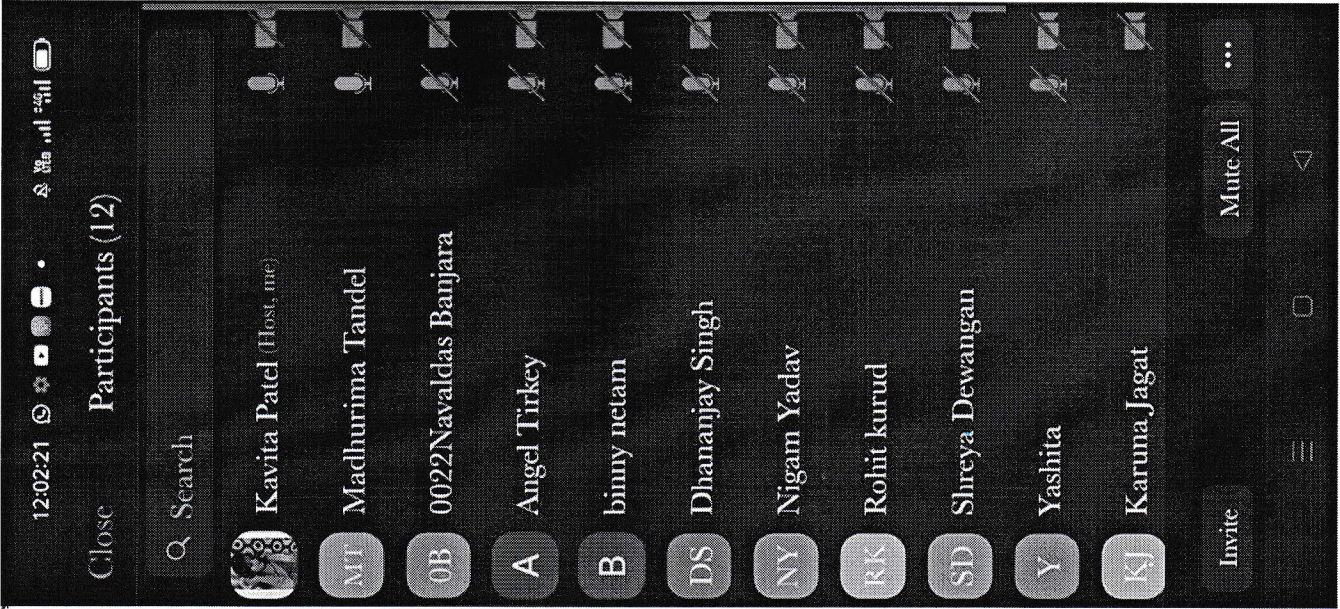 12:02:21
Close Participants (12)
Search
Kavita Patel (Host, me)
MT Madhurima Tandel
0B 0022Navaldas Banjara
A Angel Tirkey
B binny netam
DS Dhananjay Singh
NY Nigam Yadav
RK Rohit kurud
SD Shreya Dewangan
Y Yashita
KJ Karuna Jagat
Invite Mute All ...